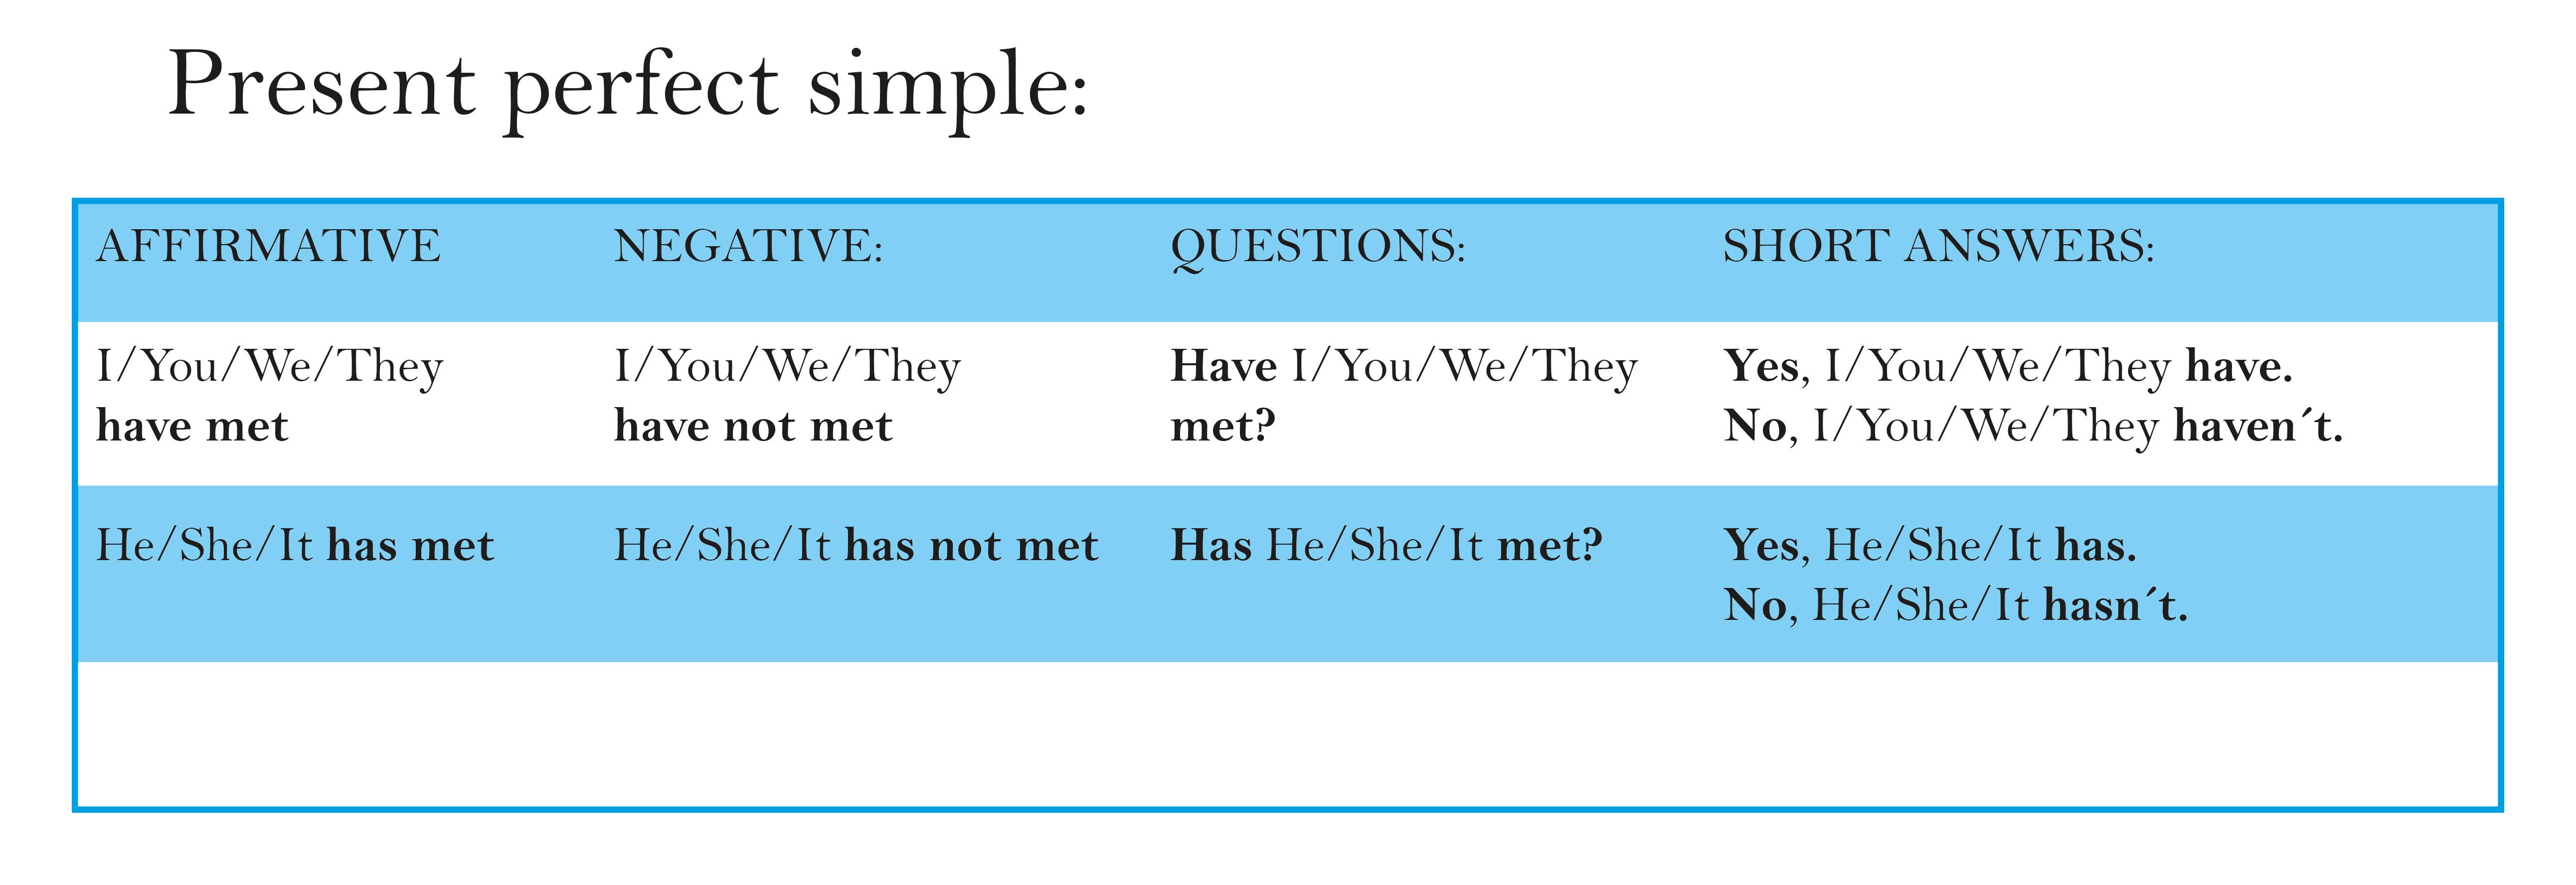 Present perfect simple:
AFFIRMATIVE
NEGATIVE:
QUESTIONS:
SHORT ANSWERS:
I/You/We/They
have met
I/You/We/They
have not met
Have I/You/We/They
met?
Yes, I/You/We/They have.
No, I/You/We/They haven´t.
He/She/It has met
He/She/It has not met
Has He/She/It met?
Yes, He/She/It has.
No, He/She/It hasn´t.